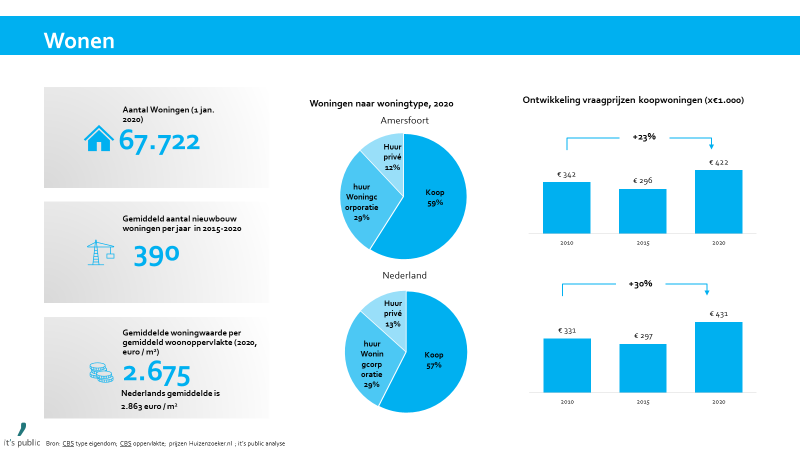 Wonen
Aantal Woningen (1 jan.
2020)
67.722
Gemiddeld aantal nieuwbouw
woningen per jaar in 2015-2020
390
Gemiddelde woningwaarde per
gemiddeld woonoppervlakte (2020,
euro / m²)
2.675
Nederlands gemiddelde is
2.863 euro / m²
Woningen naar woningtype, 2020
Amersfoort
Huur
privé
12%
huur
Woningc
orporatie
29%
Koop
59%
Nederland
Huur
privé
13%
huur
Wonin
gcorp
oratie
29%
Koop
57%
Ontwikkeling vraagprijzen koopwoningen (x€1.000)
+23%
€ 342
€ 296
€ 422
2010
2015
2020
+30%
€ 331
€ 297
€ 431
2010
2015
2020
it's public
Bron: CBS type eigendom; CBS oppervlakte; prijzen Huizenzoeker.nl ; it's public analyse